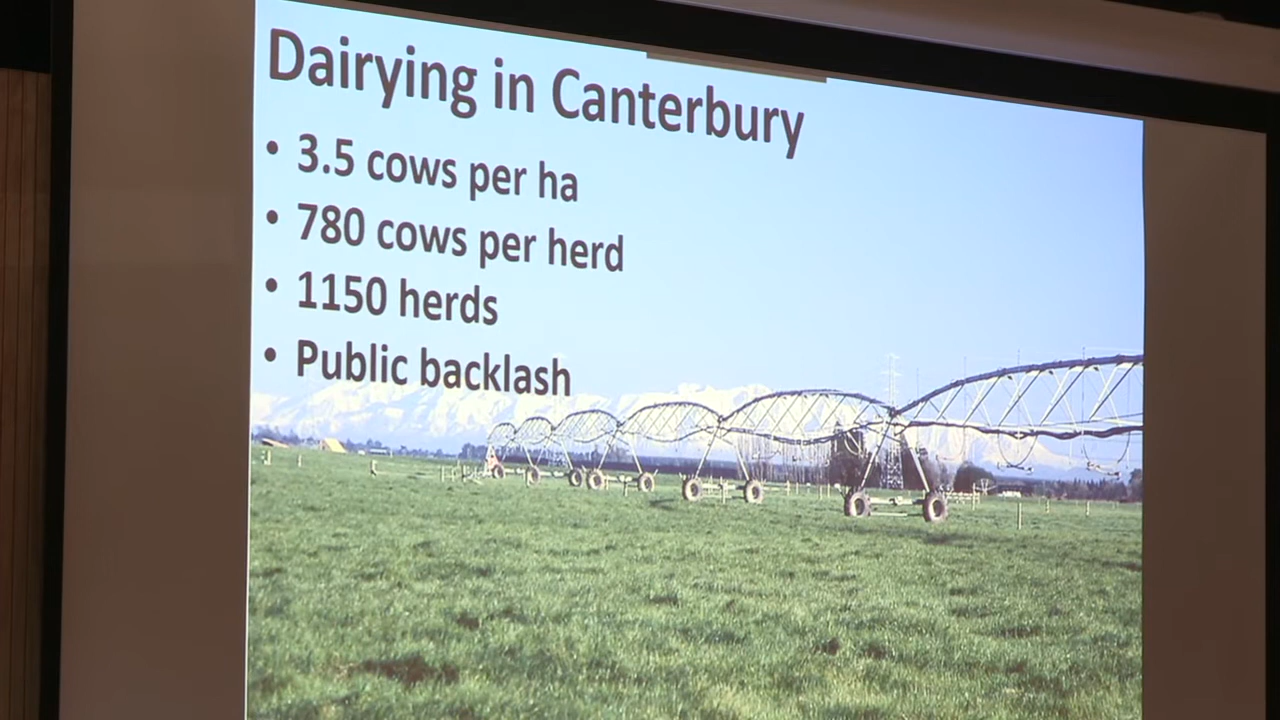 Dairying in Canterbury
• 3.5 cows per ha
• 780 cows per herd
• 1150 herds
• Public backlash